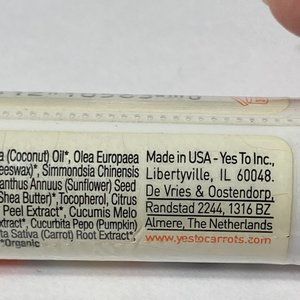 a (Coconut) Oil*, Olea Europaea
eeswax)*, Simmondsia Chinensis
anthus Annuus (Sunflower) Seed
Shea Butter)*, Tocopherol, Citrus
Peel Extract*, Cucumis Melo
Extract*, Cucurbita Pepo (Pumpkin)
ta Sativa (Carrot) Root Extract*
*Organic
Made in USA - Yes To Inc.,
Libertyville, IL 60048.
De Vries & Oostendorp,
Randstad 2244, 1316 BZ
Almere, The Netherlands
www.yestocarrots.com